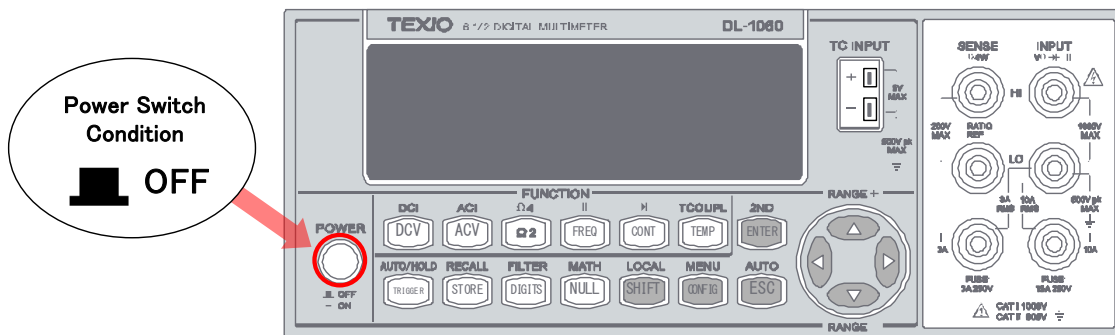 Power Switch
Condition
OFF
TEXIO 6 1/2 DIGITAL MULTIMETER DL-1060
TC INPUT
+
-
5V
MAX
500V pk
MAX
SENSE
Ω4W
INPUT
HI
200V
MAX
RATIO
REF
1000V
MAX
LO
3A
RMS
10A
RMS
500V pk
MAX
3A
10A
FUSE
3A 250V
FUSE
15A 250V
CAT I 1000V
CAT II 600V
FUNCTION
RANGE +
DCI ACI Ω4 TCOUPL 2ND
DCV ACV Ω2 FREQ CONT TEMP ENTER
POWER
AUTO/HOLD RECALL FILTER MATH LOCAL MENU AUTO
TRIGGER STORE DIGITS NULL SHIFT CONFIG ESC
OFF
ON
RANGE